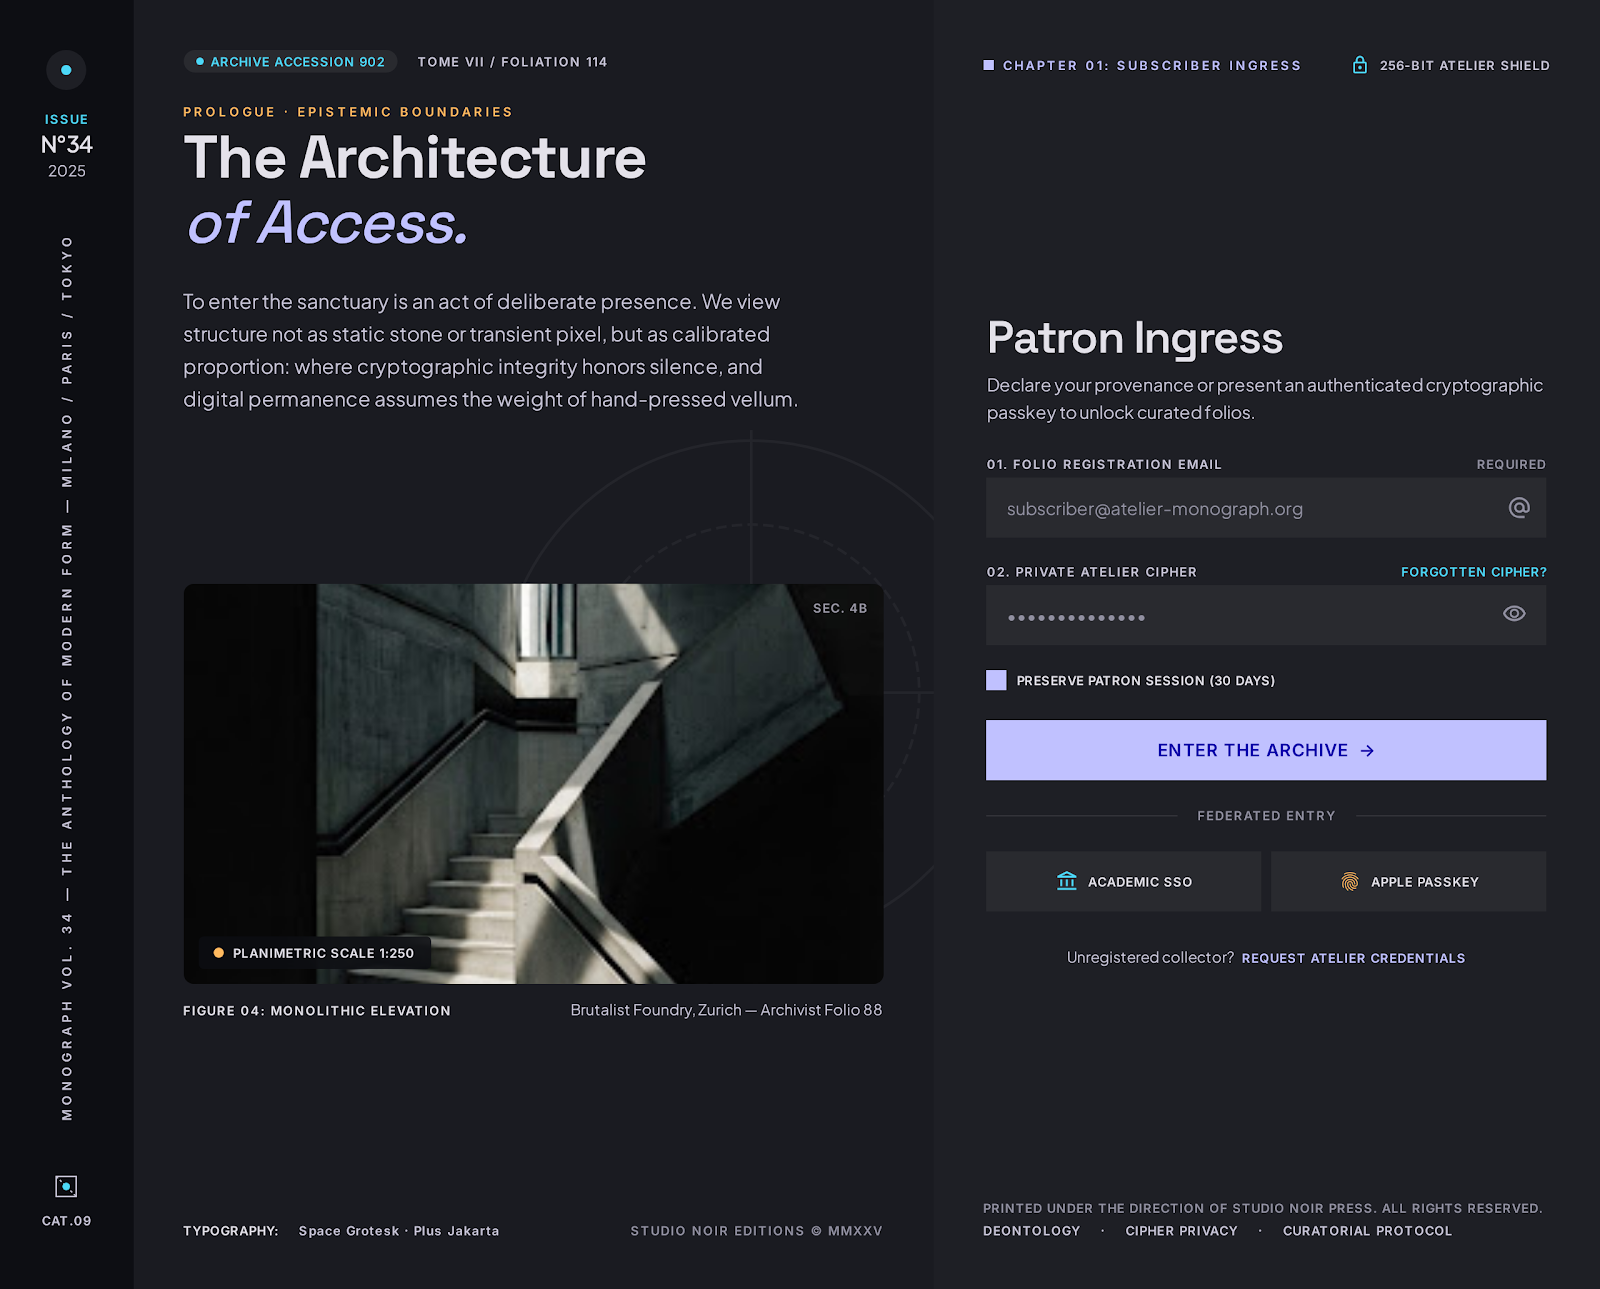 ISSUE
N°34
2025
MONOGRAPH VOL. 34 — THE ANTHOLOGY OF MODERN FORM — MILANO / PARIS / TOKYO
CAT.09
ARCHIVE ACCESSION 902
TOME VII / FOLIATION 114
PROLOGUE · EPISTEMIC BOUNDARIES
The Architecture
of Access.
To enter the sanctuary is an act of deliberate presence. We view
structure not as static stone or transient pixel, but as calibrated
proportion: where cryptographic integrity honors silence, and
digital permanence assumes the weight of hand-pressed vellum.
SEC. 4B
PLANIMETRIC SCALE 1:250
FIGURE 04: MONOLITHIC ELEVATION
Brutalist Foundry, Zurich — Archivist Folio 88
TYPOGRAPHY: Space Grotesk · Plus Jakarta
STUDIO NOIR EDITIONS © MMXXV
CHAPTER 01: SUBSCRIBER INGRESS
256-BIT ATELIER SHIELD
Patron Ingress
Declare your provenance or present an authenticated cryptographic
passkey to unlock curated folios.
01. FOLIO REGISTRATION EMAIL
REQUIRED
subscriber@atelier-monograph.org
02. PRIVATE ATELIER CIPHER
FORGOTTEN CIPHER?
••••••••••••••
PRESERVE PATRON SESSION (30 DAYS)
ENTER THE ARCHIVE →
FEDERATED ENTRY
ACADEMIC SSO
APPLE PASSKEY
Unregistered collector? REQUEST ATELIER CREDENTIALS
PRINTED UNDER THE DIRECTION OF STUDIO NOIR PRESS. ALL RIGHTS RESERVED.
DEONTOLOGY · CIPHER PRIVACY · CURATORIAL PROTOCOL